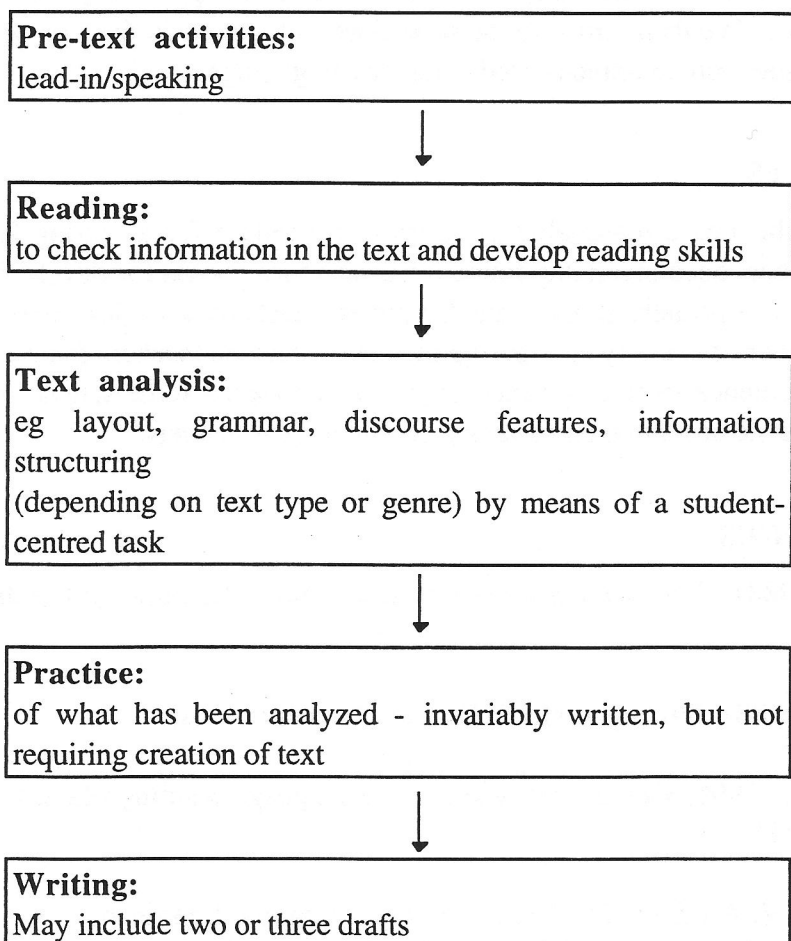 Pre-text activities:
lead-in/speaking
Reading:
to check information in the text and develop reading skills
Text analysis:
eg layout, grammar, discourse features, information
structuring
(depending on text type or genre) by means of a student-
centred task
Practice:
of what has been analyzed - invariably written, but not
requiring creation of text
Writing:
May include two or three drafts